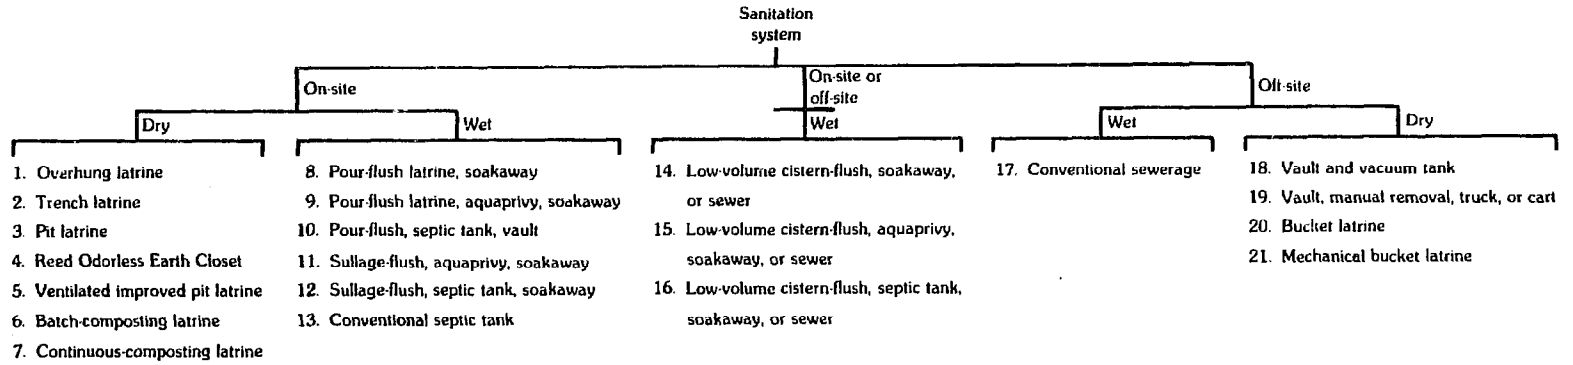 Sanitation
system
On-site
On-site or
off-site
Off-site
Dry
Wet
Wet
Wet
Dry
1. Overhung latrine
2. Trench latrine
3. Pit latrine
4. Reed Odorless Earth Closet
5. Ventilated improved pit latrine
6. Batch-composting latrine
7. Continuous-composting latrine
8. Pour-flush latrine, soakaway
9. Pour-flush latrine, aquaprivy, soakaway
10. Pour-flush, septic tank, vault
11. Sullage-flush, aquaprivy, soakaway
12. Sullage-flush, septic tank, soakaway
13. Conventional septic tank
14. Low-volume cistern-flush, soakaway,
or sewer
15. Low-volume cistern-flush, aquaprivy,
soakaway, or sewer
16. Low-volume cistern-flush, septic tank,
soakaway, or sewer
17. Conventional sewerage
18. Vault and vacuum tank
19. Vault, manual removal, truck, or cart
20. Bucket latrine
21. Mechanical bucket latrine